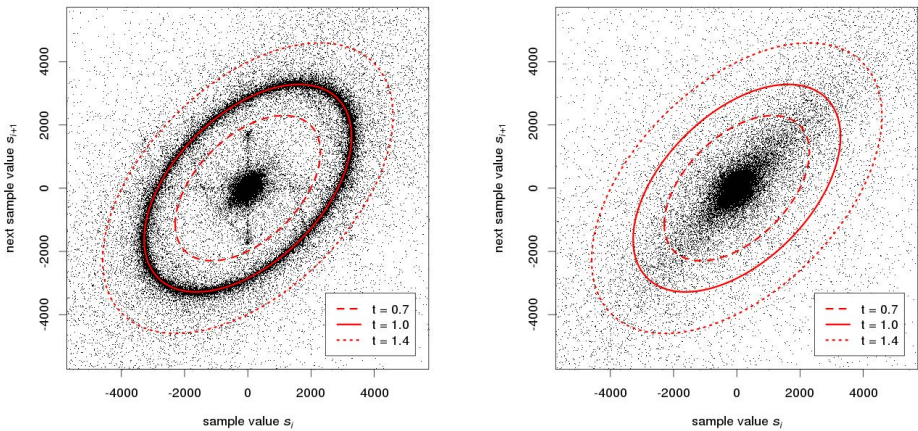 next sample value s_{i+1}
4000
2000
0
-2000
-4000
t = 0.7
t = 1.0
t = 1.4
-4000 -2000 0 2000 4000
sample value s_i
next sample value s_{i+1}
4000
2000
0
-2000
-4000
t = 0.7
t = 1.0
t = 1.4
-4000 -2000 0 2000 4000
sample value s_i